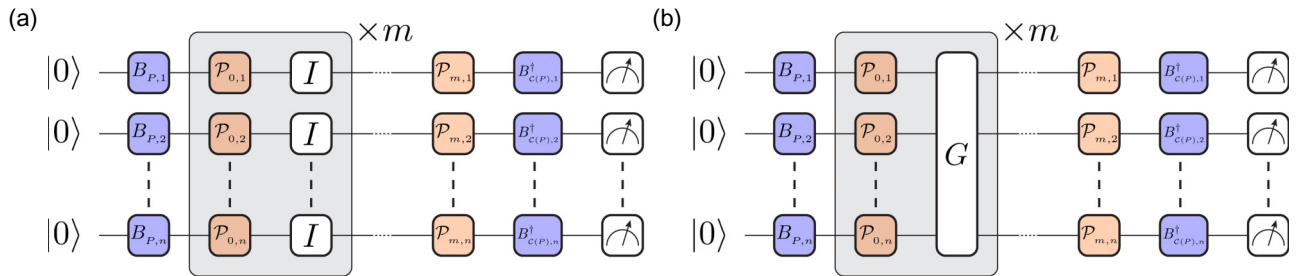 (a)
×m
|0⟩ B_{P,1} 𝒫_{0,1} I 𝒫_{m,1} B†_{𝒞(P),1}
|0⟩ B_{P,2} 𝒫_{0,2} I 𝒫_{m,2} B†_{𝒞(P),2}
|0⟩ B_{P,n} 𝒫_{0,n} I 𝒫_{m,n} B†_{𝒞(P),n}
(b)
×m
|0⟩ B_{P,1} 𝒫_{0,1} 𝒫_{m,1} B†_{𝒞(P),1}
|0⟩ B_{P,2} 𝒫_{0,2} 𝒫_{m,2} B†_{𝒞(P),2}
G
|0⟩ B_{P,n} 𝒫_{0,n} 𝒫_{m,n} B†_{𝒞(P),n}